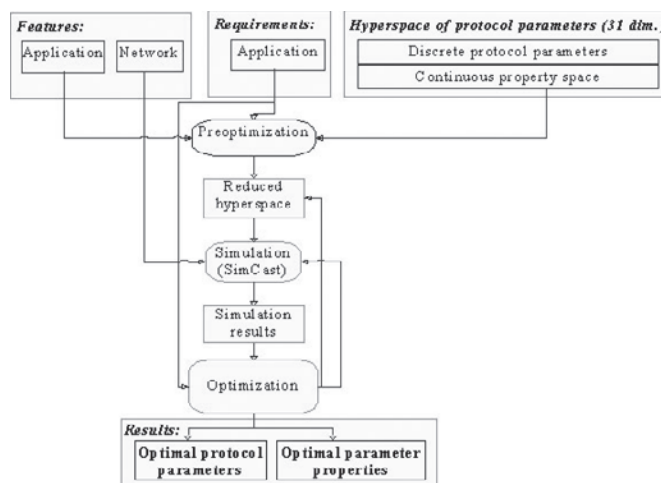 Features:
Application
Network
Requirements:
Application
Hyperspace of protocol parameters (31 dim.)
Discrete protocol parameters
Continuous property space
Preoptimization
Reduced
hyperspace
Simulation
(SimCast)
Simulation
results
Optimization
Results:
Optimal protocol
parameters
Optimal parameter
properties